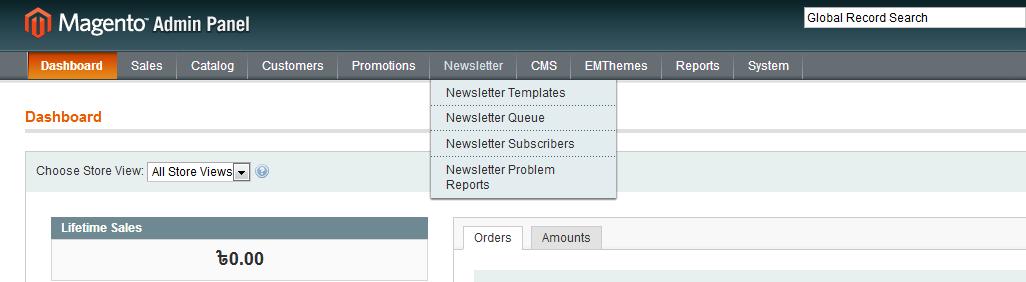 Magento™ Admin Panel
Global Record Search
Dashboard Sales Catalog Customers Promotions Newsletter CMS EMThemes Reports System
Newsletter Templates
Newsletter Queue
Newsletter Subscribers
Newsletter Problem
Reports
Dashboard
Choose Store View: All Store Views ?
Lifetime Sales
৳0.00
Orders Amounts